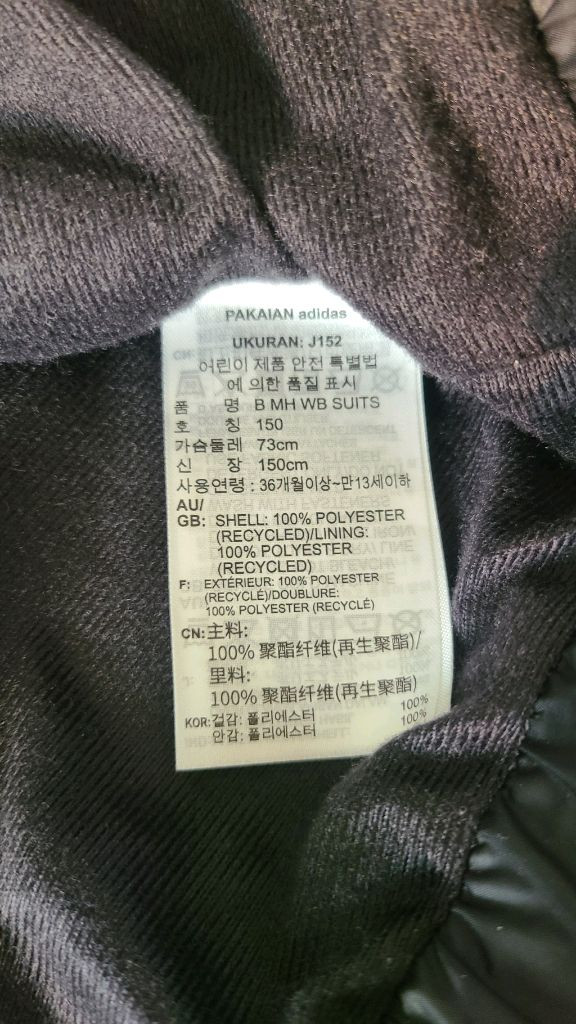 PAKAIAN adidas
UKURAN: J152
어린이 제품 안전 특별법
에 의한 품질 표시
품 명 B MH WB SUITS
호 칭 150
가슴둘레 73cm
신 장 150cm
사용연령 : 36개월이상~만13세이하
AU/
GB: SHELL: 100% POLYESTER
(RECYCLED)/LINING:
100% POLYESTER
(RECYCLED)
F: EXTÉRIEUR: 100% POLYESTER
(RECYCLÉ)/DOUBLURE:
100% POLYESTER (RECYCLÉ)
CN: 主料:
100% 聚酯纤维(再生聚酯)/
里料:
100% 聚酯纤维(再生聚酯)
KOR: 겉감: 폴리에스터 100%
안감: 폴리에스터 100%